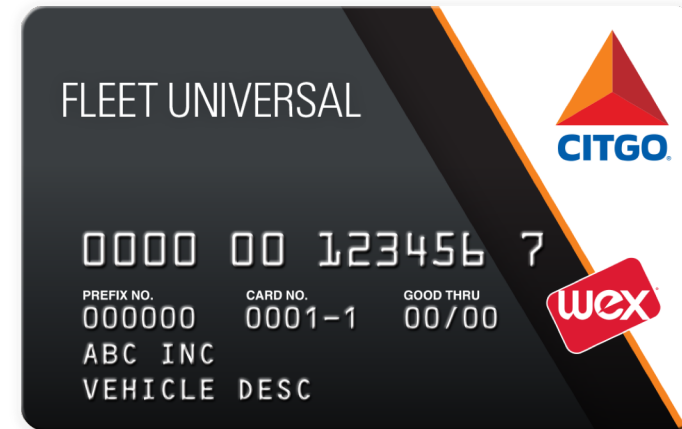 FLEET UNIVERSAL
CITGO®
0000 00 123456 7
PREFIX NO. CARD NO. GOOD THRU
000000 0001-1 00/00
wex
ABC INC
VEHICLE DESC